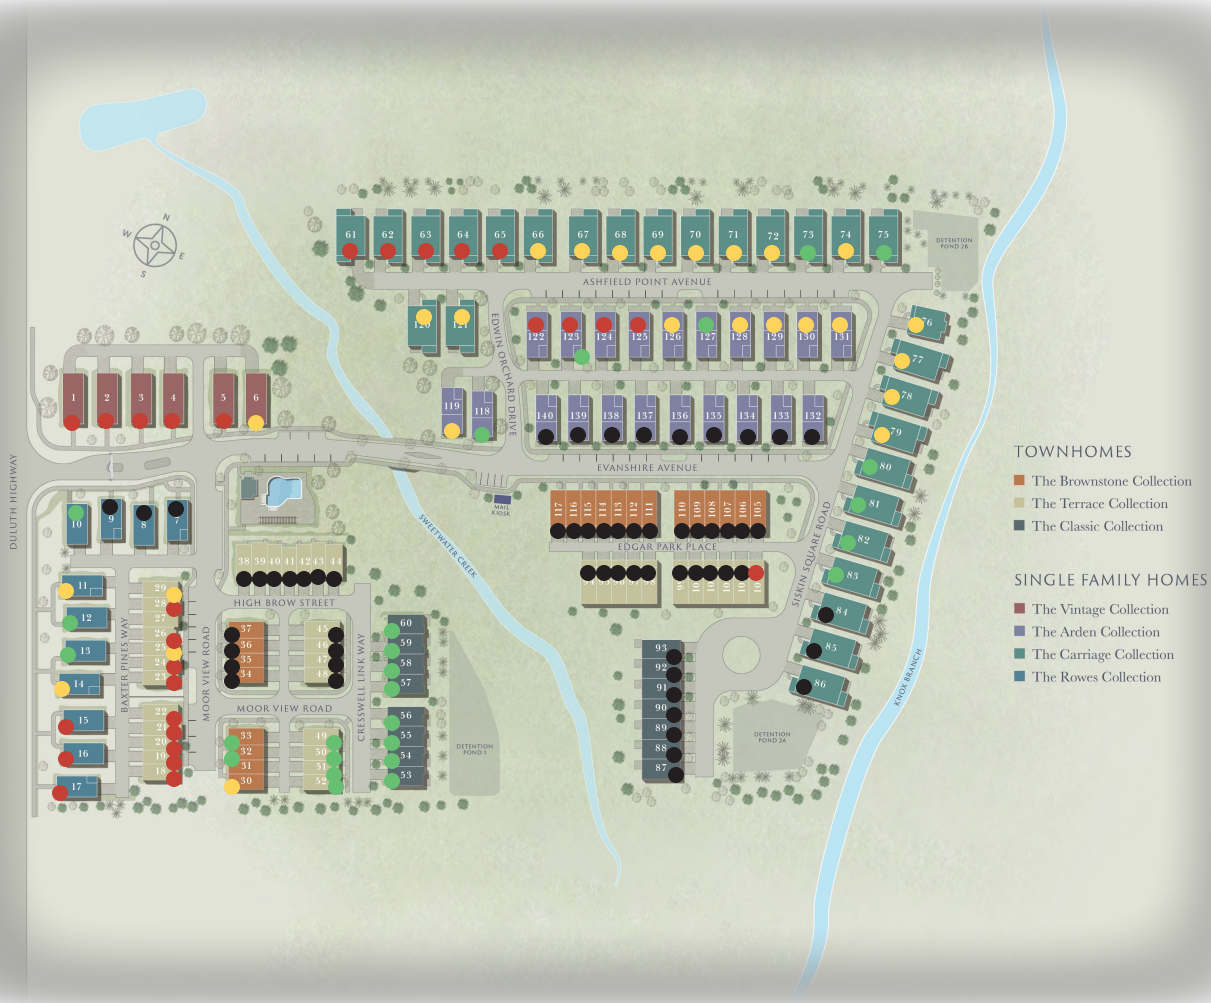 N
W
E
S
61 62 63 64 65 66 67 68 69 70 71 72 73 74 75
DETENTION
POND 2B
ASHFIELD POINT AVENUE
76
122 123 124 125 126 127 128 129 130 131
77
EDWIN ORCHARD DRIVE
78
1 2 3 4 5 6
119 118
140 139 138 137 136 135 134 133 132
79
DULUTH HIGHWAY
EVANSHIRE AVENUE
80
81
82
83
84
85
86
MAIL
KIOSK
117 116 115 114 113 112 111
110 109 108 107 106 105
EDGAR PARK PLACE
SISKIN SQUARE ROAD
SWEETWATER CREEK
KNOX BRANCH
10 9 8 7
38 39 40 41 42 43 44
HIGH BROW STREET
11
12
13
14
15
16
17
BAXTER PINES WAY
29
28
27
26
25
24
23
22
21
20
19
18
MOOR VIEW ROAD
37
36
35
34
45
46
47
48
MOOR VIEW ROAD
33
32
31
30
49
50
51
52
CRESSWELL LINK WAY
60
59
58
57
56
55
54
53
DETENTION
POND 1
93
92
91
90
89
88
87
DETENTION
POND 2A
TOWNHOMES
The Brownstone Collection
The Terrace Collection
The Classic Collection
SINGLE FAMILY HOMES
The Vintage Collection
The Arden Collection
The Carriage Collection
The Rowes Collection